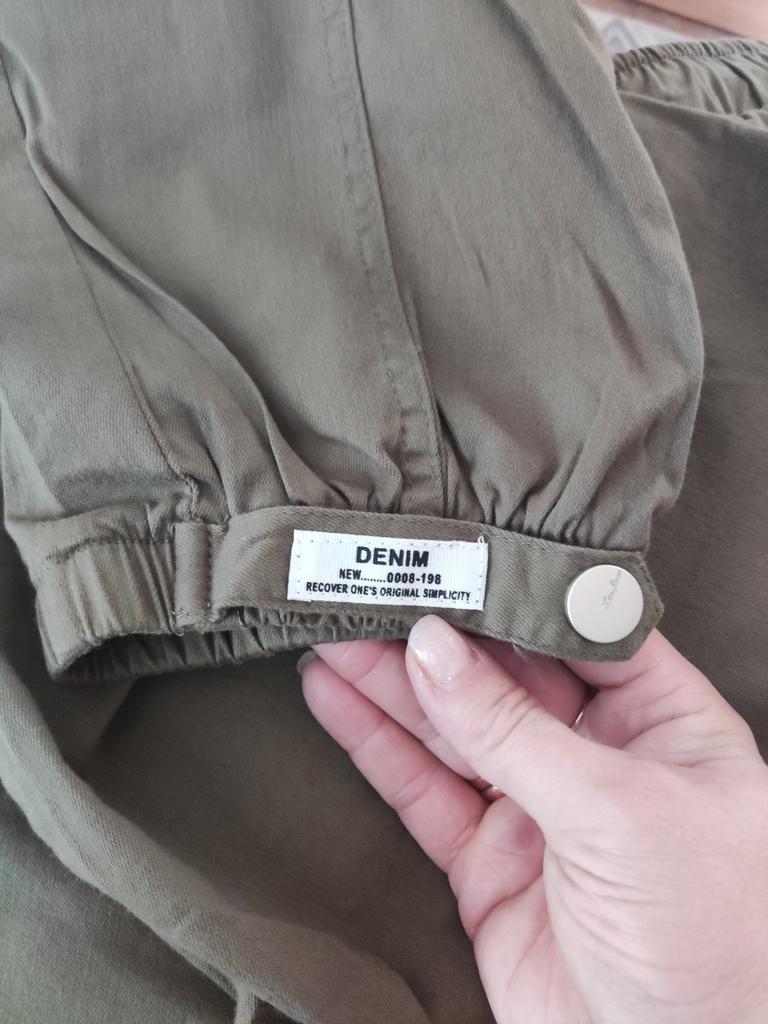 DENIM
NEW........0008-198
RECOVER ONE'S ORIGINAL SIMPLICITY